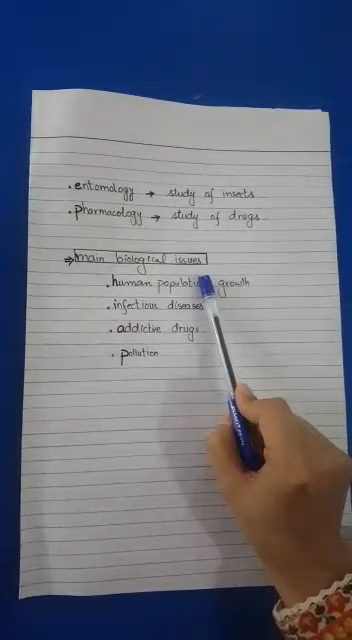 • entomology → study of insects
• pharmacology → study of drugs
⇒ main biological issues
• human population growth
• infectious diseases
• addictive drugs
• pollution